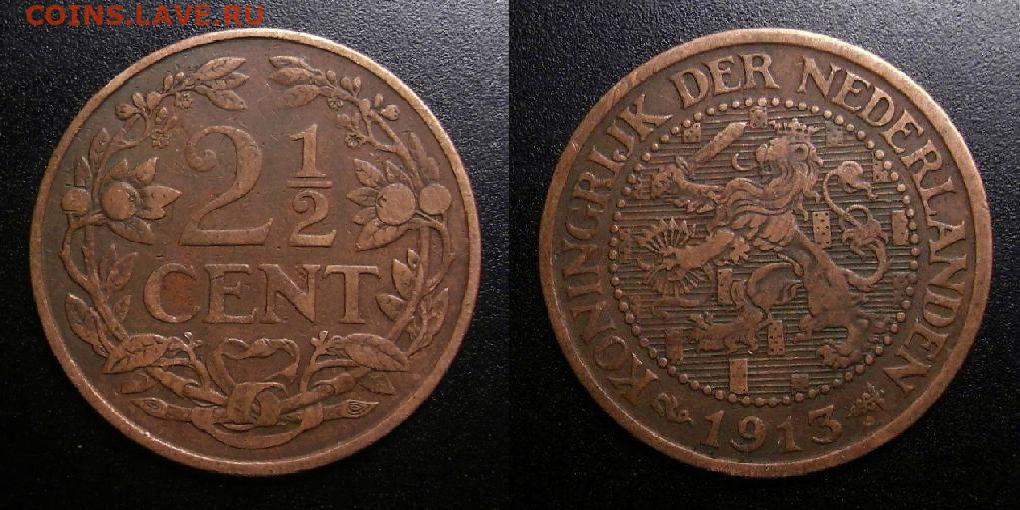 COINS.LAVE.RU
2 1/2
CENT
KONINGRIJK DER NEDERLANDEN
1913